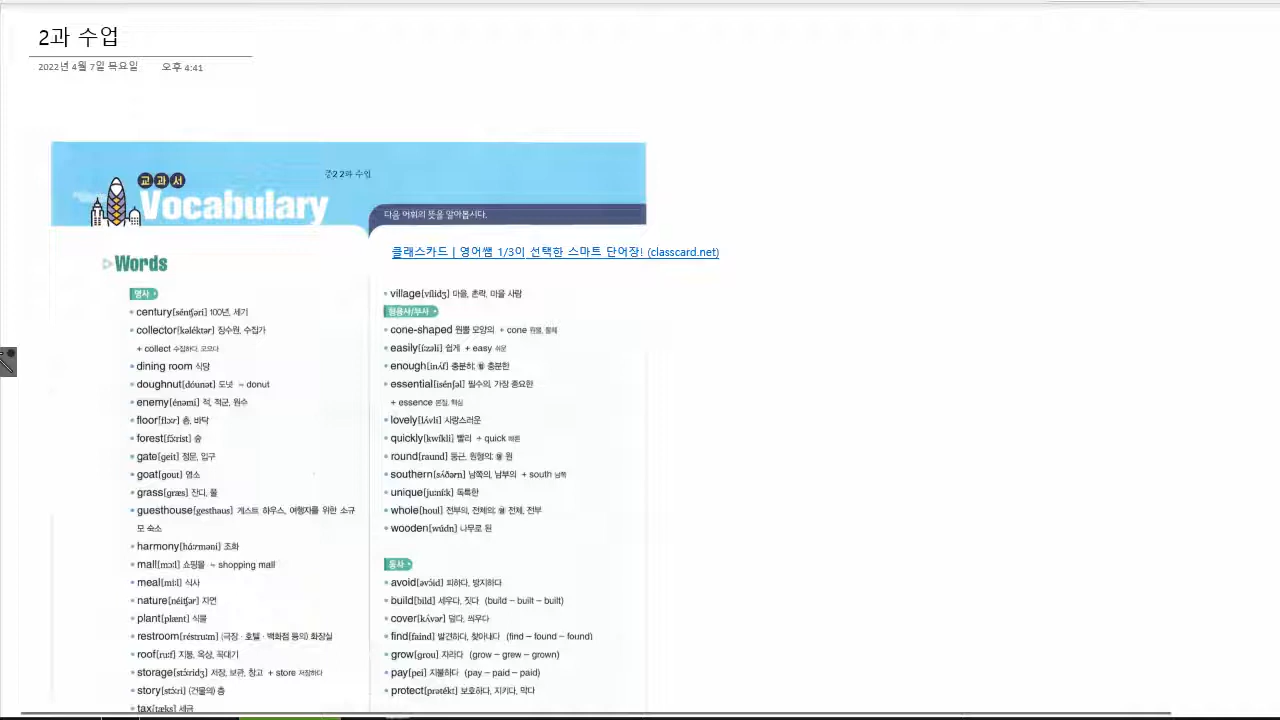 2과 수업
2022년 4월 7일 목요일 오후 4:41
교과서
중2 2과 수업
Vocabulary
다음 어휘의 뜻을 알아봅시다.
클래스카드 | 영어쌤 1/3이 선택한 스마트 단어장! (classcard.net)
Words
명사
century[séntʃəri] 100년, 세기
collector[kəléktər] 징수원, 수집가
+ collect 수집하다, 모으다
dining room 식당
doughnut[dóunət] 도넛 ≒ donut
enemy[énəmi] 적, 적군, 원수
floor[flɔːr] 층, 바닥
forest[fɔ́ːrist] 숲
gate[geit] 정문, 입구
goat[gout] 염소
grass[græs] 잔디, 풀
guesthouse[gesthaus] 게스트 하우스, 여행자를 위한 소규
모 숙소
harmony[háːrməni] 조화
mall[mɔːl] 쇼핑몰 ≒ shopping mall
meal[miːl] 식사
nature[néitʃər] 자연
plant[plænt] 식물
restroom[réstruːm] (극장·호텔·백화점 등의) 화장실
roof[ruːf] 지붕, 옥상, 꼭대기
storage[stɔ́ːridʒ] 저장, 보관, 창고 + store 저장하다
story[stɔ́ːri] (건물의) 층
tax[tæks] 세금
village[vílidʒ] 마을, 촌락, 마을 사람
형용사/부사
cone-shaped 원뿔 모양의 + cone 원뿔, 물체
easily[íːzəli] 쉽게 + easy 쉬운
enough[inʌ́f] 충분히; 형 충분한
essential[isénʃəl] 필수의, 가장 중요한
+ essence 본질, 핵심
lovely[lʌ́vli] 사랑스러운
quickly[kwíkli] 빨리 + quick 빠른
round[raund] 둥근, 원형의; 명 원
southern[sʌ́ðərn] 남쪽의, 남부의 + south 남쪽
unique[juːníːk] 독특한
whole[houl] 전부의, 전체의; 명 전체, 전부
wooden[wúdn] 나무로 된
동사
avoid[əvɔ́id] 피하다, 방지하다
build[bild] 세우다, 짓다 (build – built – built)
cover[kʌ́vər] 덮다, 씌우다
find[faind] 발견하다, 찾아내다 (find – found – found)
grow[grou] 자라다 (grow – grew – grown)
pay[pei] 지불하다 (pay – paid – paid)
protect[prətékt] 보호하다, 지키다, 막다